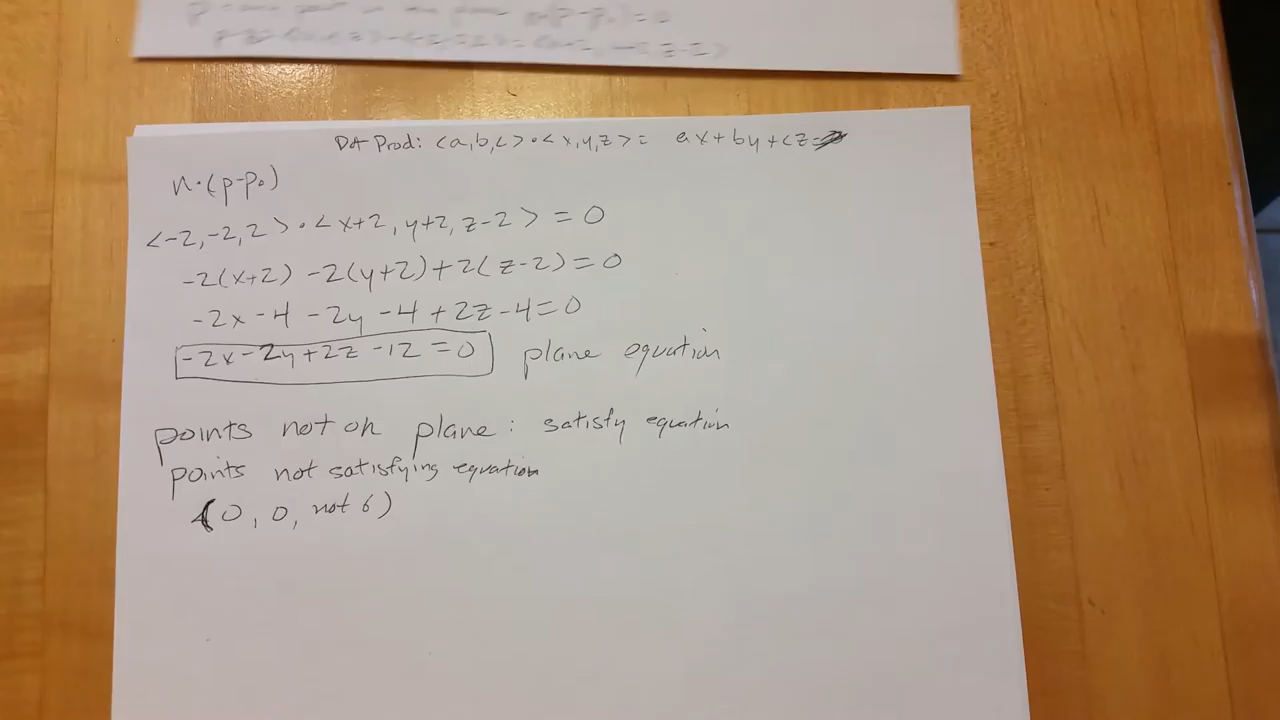 p-p₀
z-2>
Dot Prod: <a,b,c> • <x,y,z> = ax+by+cz=
n•(p-p₀)
<-2,-2,2> • <x+2, y+2, z-2> = 0
-2(x+2) -2(y+2)+2(z-2)=0
-2x -4 -2y -4 +2z -4=0
-2x-2y+2z -12 =0 plane equation
points not on plane: satisfy equation
points not satisfying equation
(0, 0, not 6)